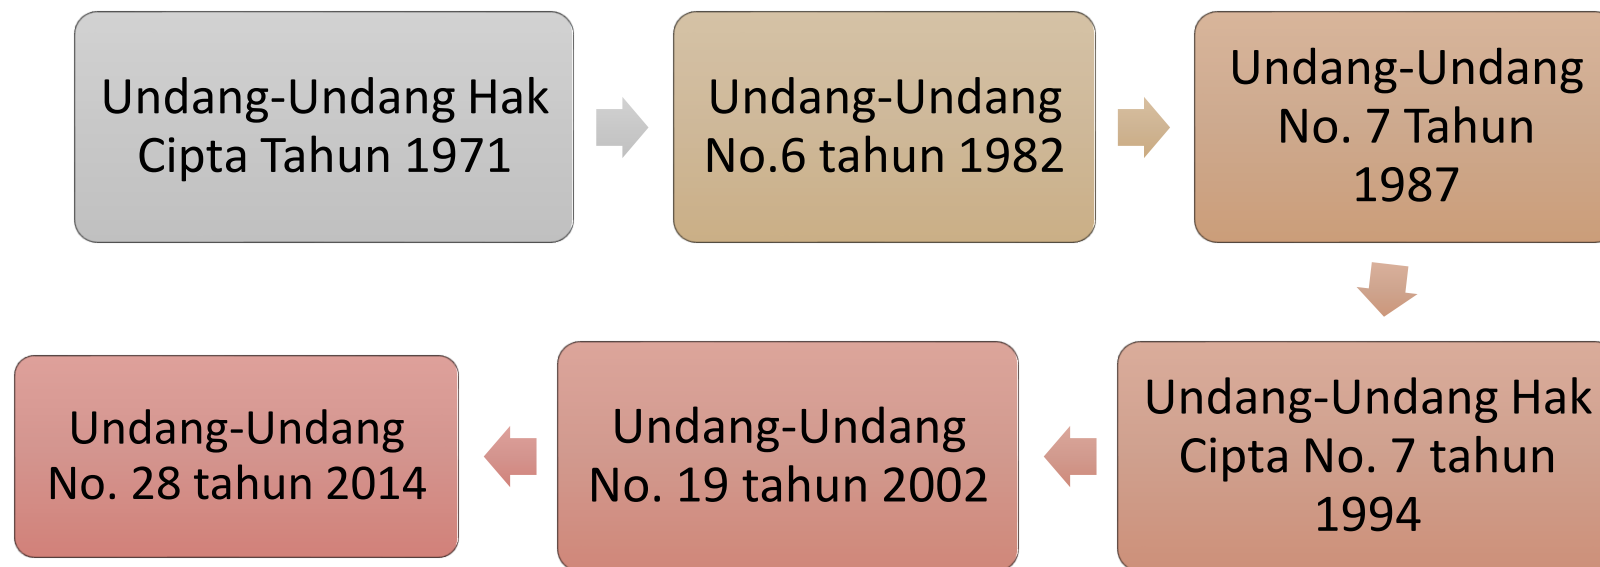 Undang-Undang Hak
Cipta Tahun 1971
Undang-Undang
No.6 tahun 1982
Undang-Undang
No. 7 Tahun
1987
Undang-Undang Hak
Cipta No. 7 tahun
1994
Undang-Undang
No. 19 tahun 2002
Undang-Undang
No. 28 tahun 2014